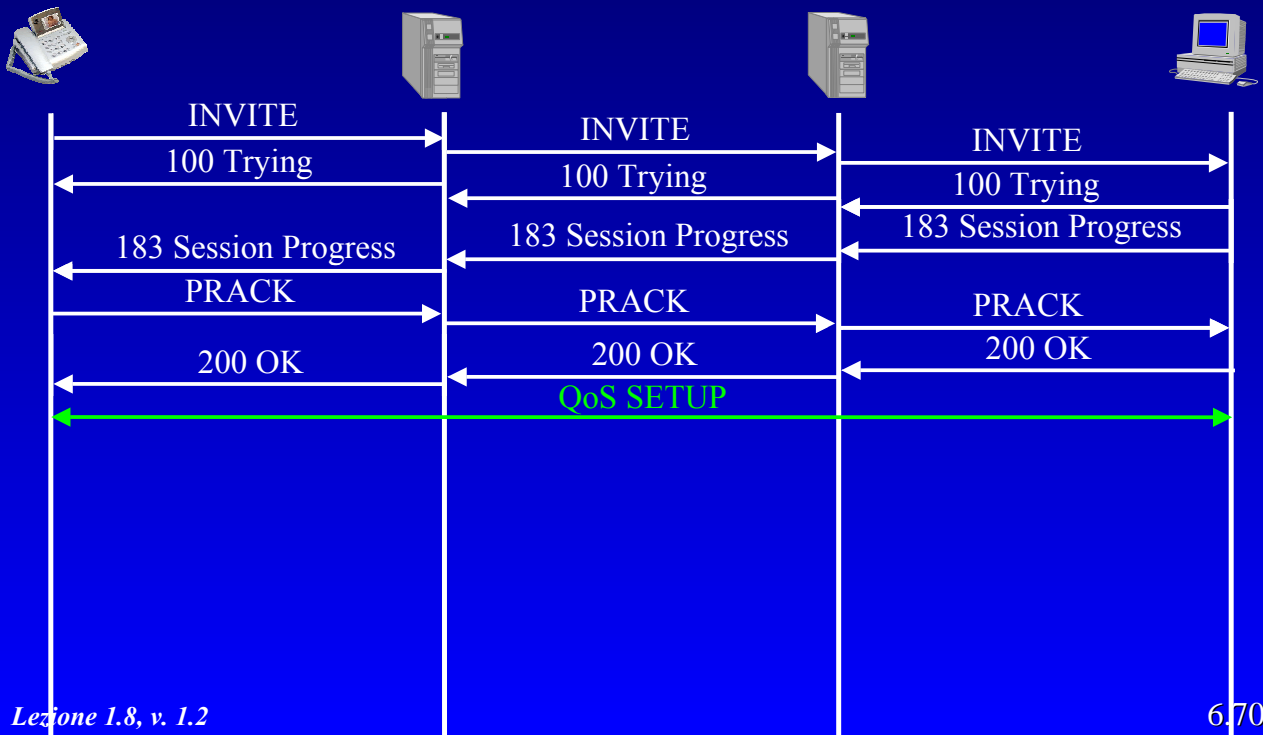 INVITE
INVITE
INVITE
100 Trying
100 Trying
100 Trying
183 Session Progress
183 Session Progress
183 Session Progress
PRACK
PRACK
PRACK
200 OK
200 OK
200 OK
QoS SETUP
Lezione 1.8, v. 1.2
6.70